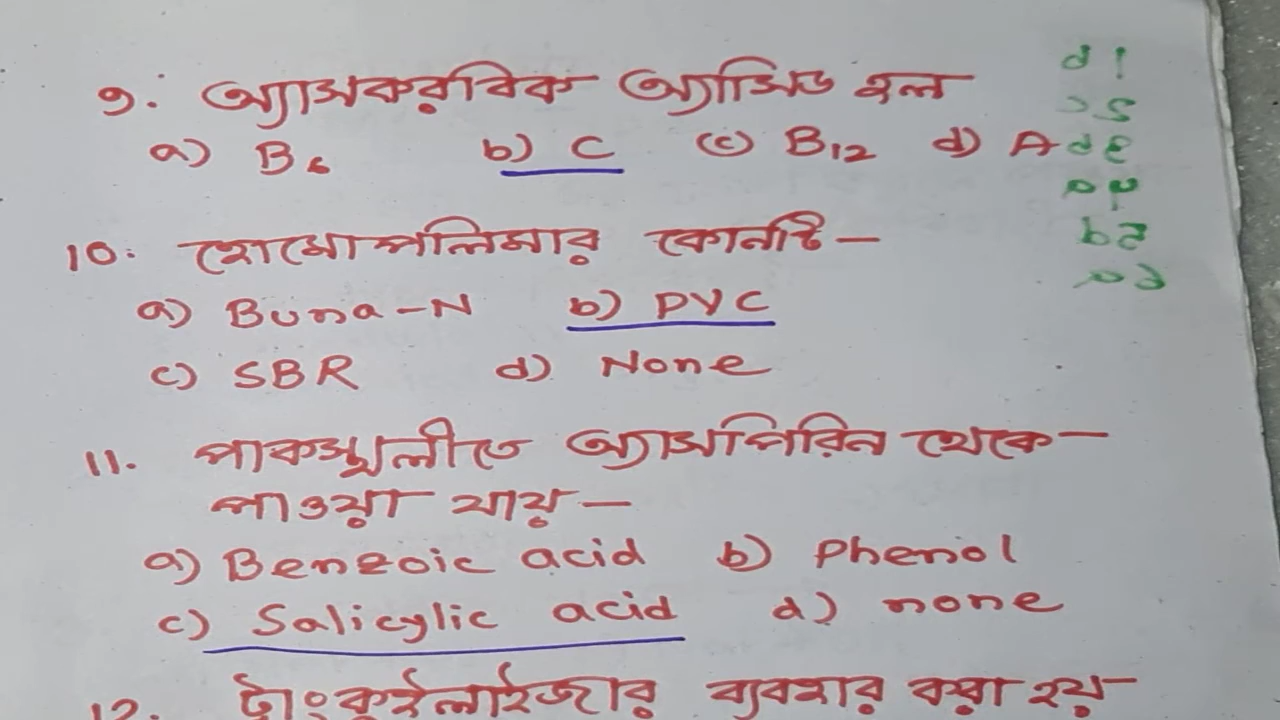 9. অ্যাসকরবিক অ্যাসিড হল
a) B6 b) C (c) B12 d) A
10. হোমোপলিমার কোনটি –
a) Buna-N b) PVC
c) SBR d) None
11. পাকস্থলীতে অ্যাসপিরিন থেকে –
পাওয়া যায় –
a) Benzoic acid b) Phenol
c) Salicylic acid d) none
12. ট্রাংকুইলাইজার ব্যবহার করা হয় –